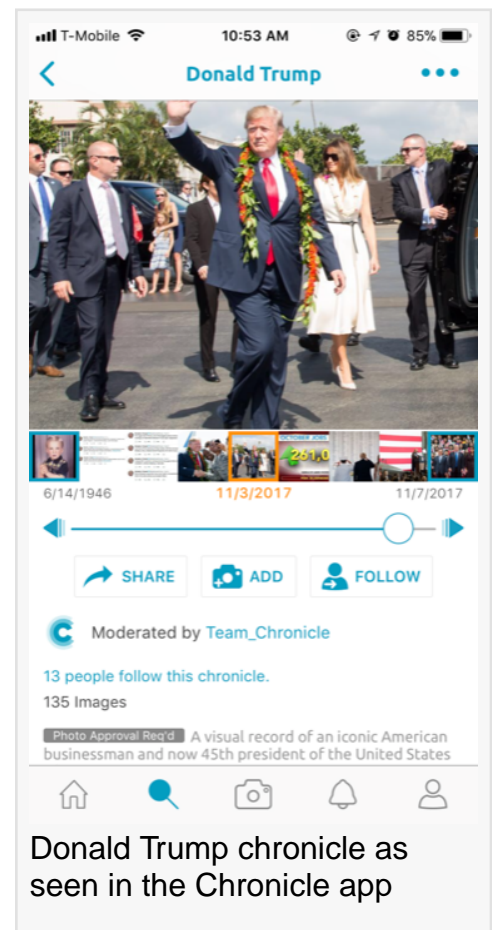 T-Mobile 10:53 AM 85%
Donald Trump
OCTOBER JOBS
261,0
6/14/1946 11/3/2017 11/7/2017
SHARE ADD FOLLOW
C Moderated by Team_Chronicle
13 people follow this chronicle.
135 Images
Photo Approval Req'd A visual record of an iconic American
businessman and now 45th president of the United States
Donald Trump chronicle as
seen in the Chronicle app